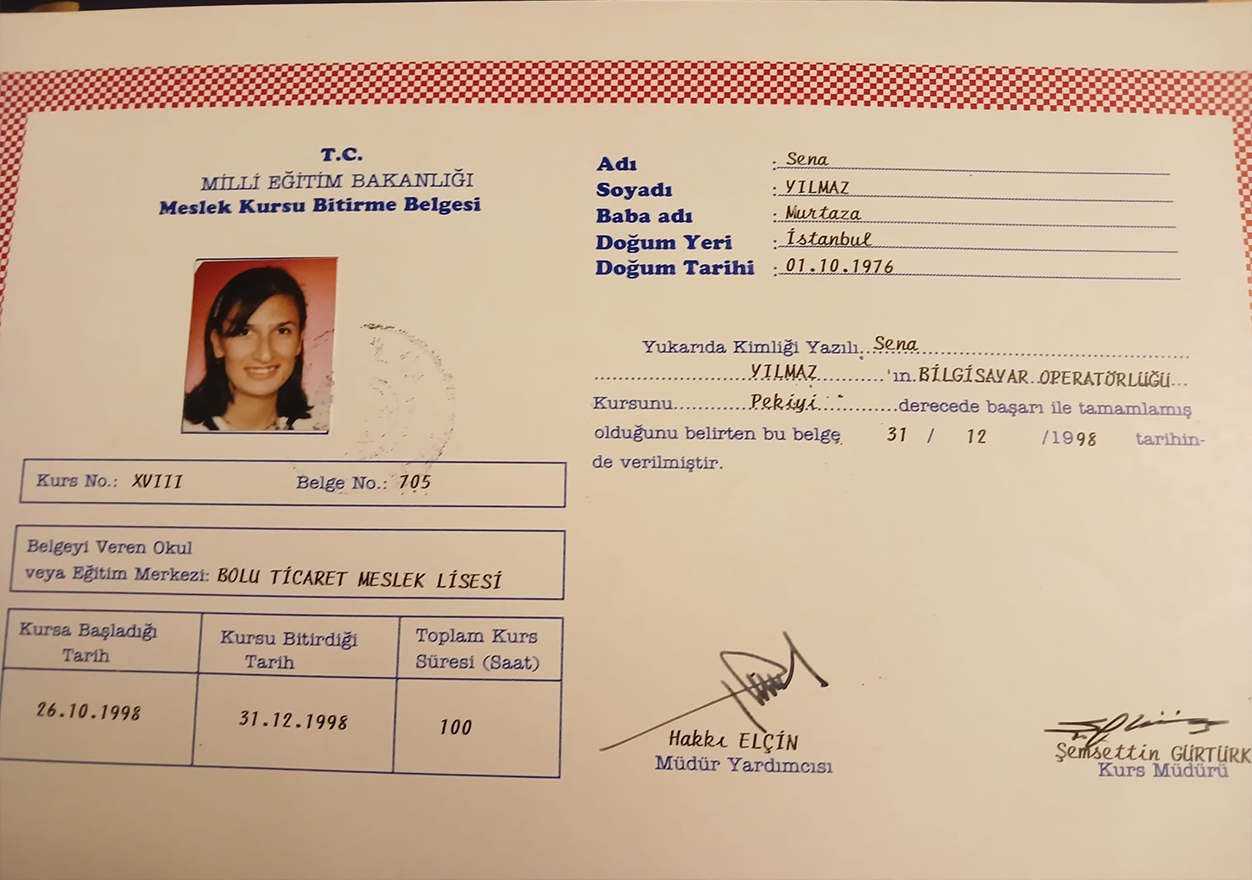 T.C.
MİLLİ EĞİTİM BAKANLIĞI
Meslek Kursu Bitirme Belgesi
Kurs No.: XVIII Belge No.: 705
Belgeyi Veren Okul
veya Eğitim Merkezi: BOLU TİCARET MESLEK LİSESİ
Kursa Başladığı Tarih
Kursu Bitirdiği Tarih
Toplam Kurs Süresi (Saat)
26.10.1998 31.12.1998 100
Adı : Sena
Soyadı : YILMAZ
Baba adı : Murtaza
Doğum Yeri : İstanbul
Doğum Tarihi : 01.10.1976
Yukarıda Kimliği Yazılı, Sena
YILMAZ 'ın BİLGİSAYAR OPERATÖRLÜĞÜ
Kursunu Pekiyi derecede başarı ile tamamlamış
olduğunu belirten bu belge 31 / 12 /1998 tarihin-
de verilmiştir.
Hakkı ELÇİN
Müdür Yardımcısı
Şemsettin GÜRTÜRK
Kurs Müdürü